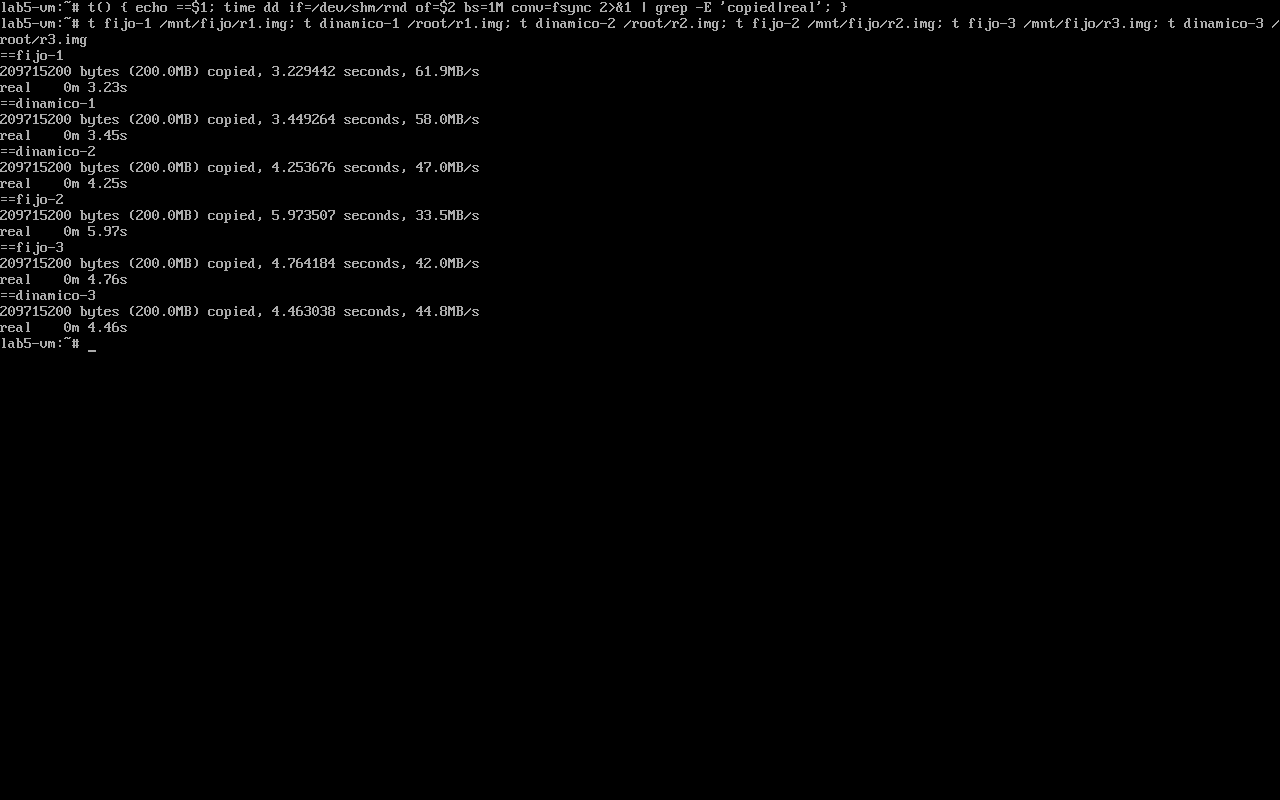 lab5-vm:~# t() { echo ==$1; time dd if=/dev/shm/rnd of=$2 bs=1M conv=fsync 2>&1 | grep -E 'copied|real'; }
lab5-vm:~# t fijo-1 /mnt/fijo/r1.img; t dinamico-1 /root/r1.img; t dinamico-2 /root/r2.img; t fijo-2 /mnt/fijo/r2.img; t fijo-3 /mnt/fijo/r3.img; t dinamico-3 /
root/r3.img
==fijo-1
209715200 bytes (200.0MB) copied, 3.229442 seconds, 61.9MB/s
real    0m 3.23s
==dinamico-1
209715200 bytes (200.0MB) copied, 3.449264 seconds, 58.0MB/s
real    0m 3.45s
==dinamico-2
209715200 bytes (200.0MB) copied, 4.253676 seconds, 47.0MB/s
real    0m 4.25s
==fijo-2
209715200 bytes (200.0MB) copied, 5.973507 seconds, 33.5MB/s
real    0m 5.97s
==fijo-3
209715200 bytes (200.0MB) copied, 4.764184 seconds, 42.0MB/s
real    0m 4.76s
==dinamico-3
209715200 bytes (200.0MB) copied, 4.463038 seconds, 44.8MB/s
real    0m 4.46s
lab5-vm:~# _